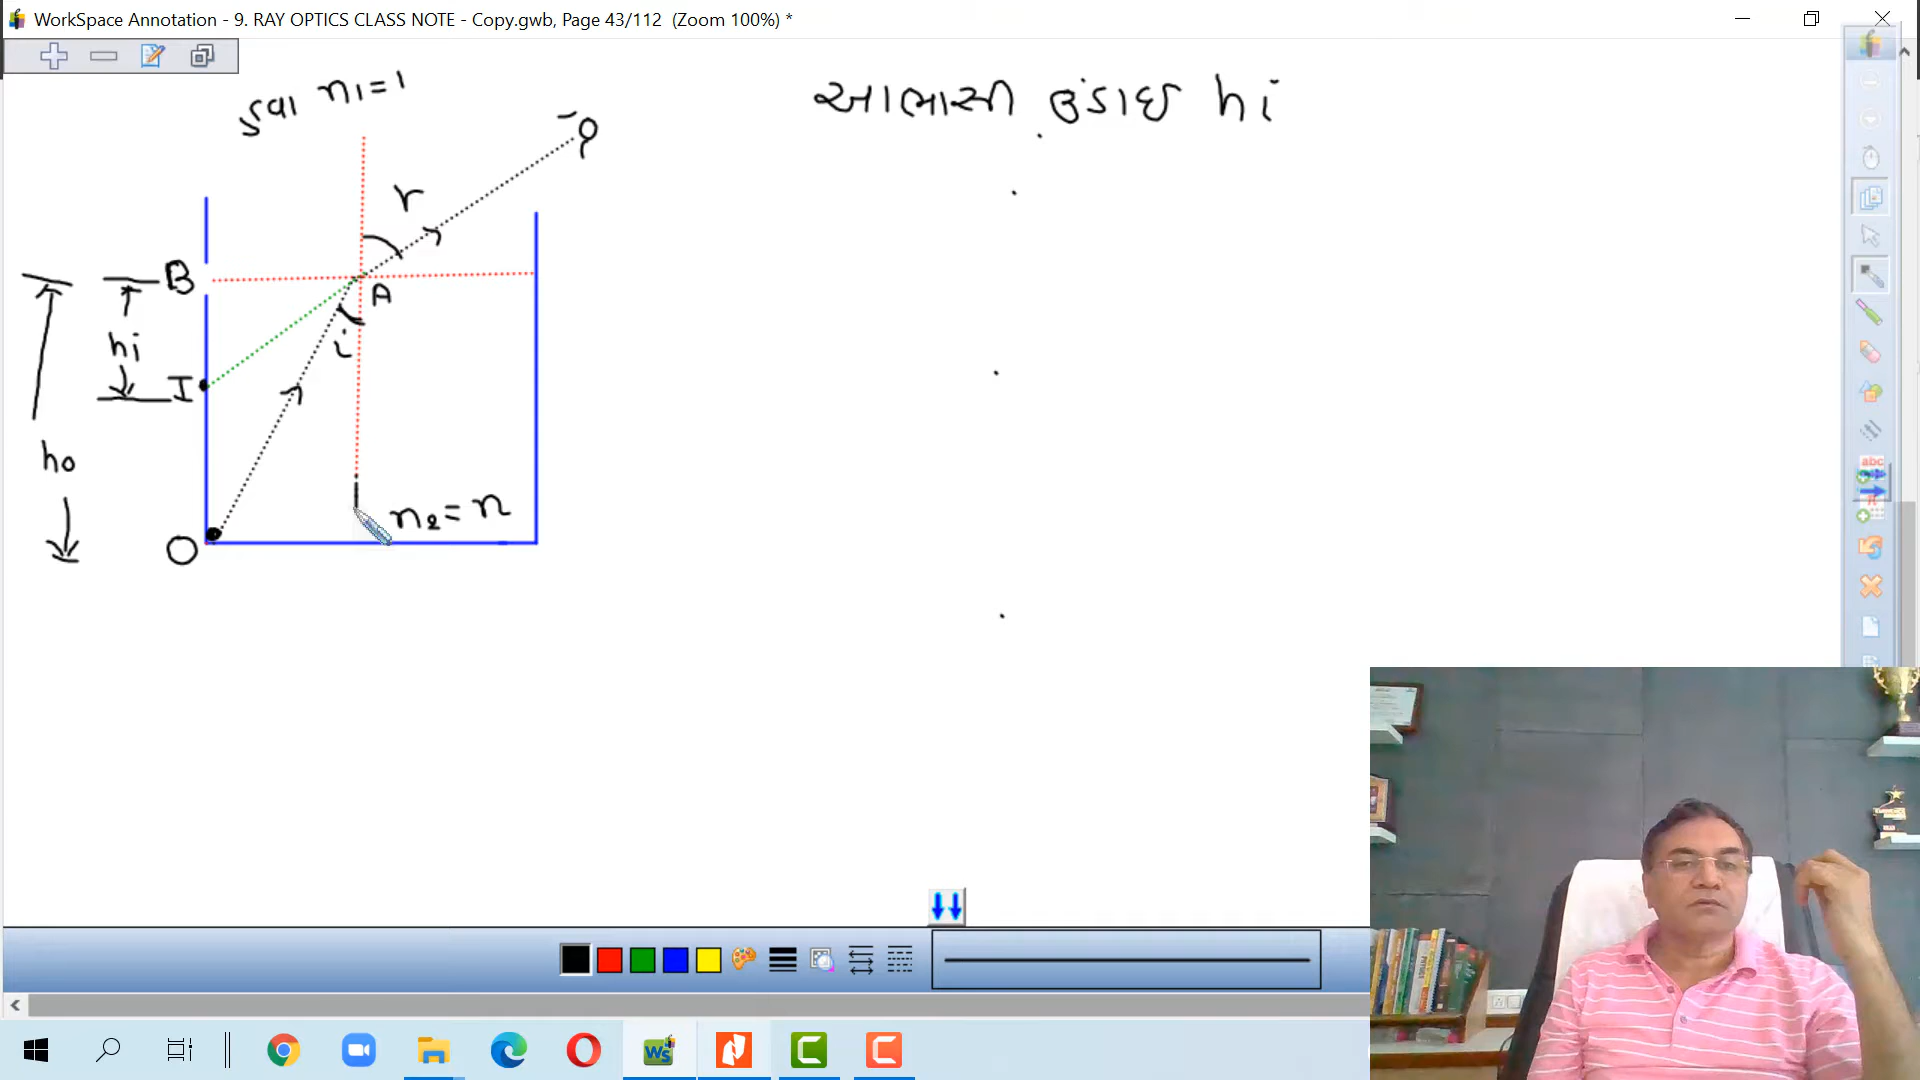 WorkSpace Annotation - 9. RAY OPTICS CLASS NOTE - Copy.gwb, Page 43/112 (Zoom 100%) *
હવા n₁=1
આભાસી ઉંડાઇ hi
r
B
A
hi
i
I
ho
n₂=n
O
abc